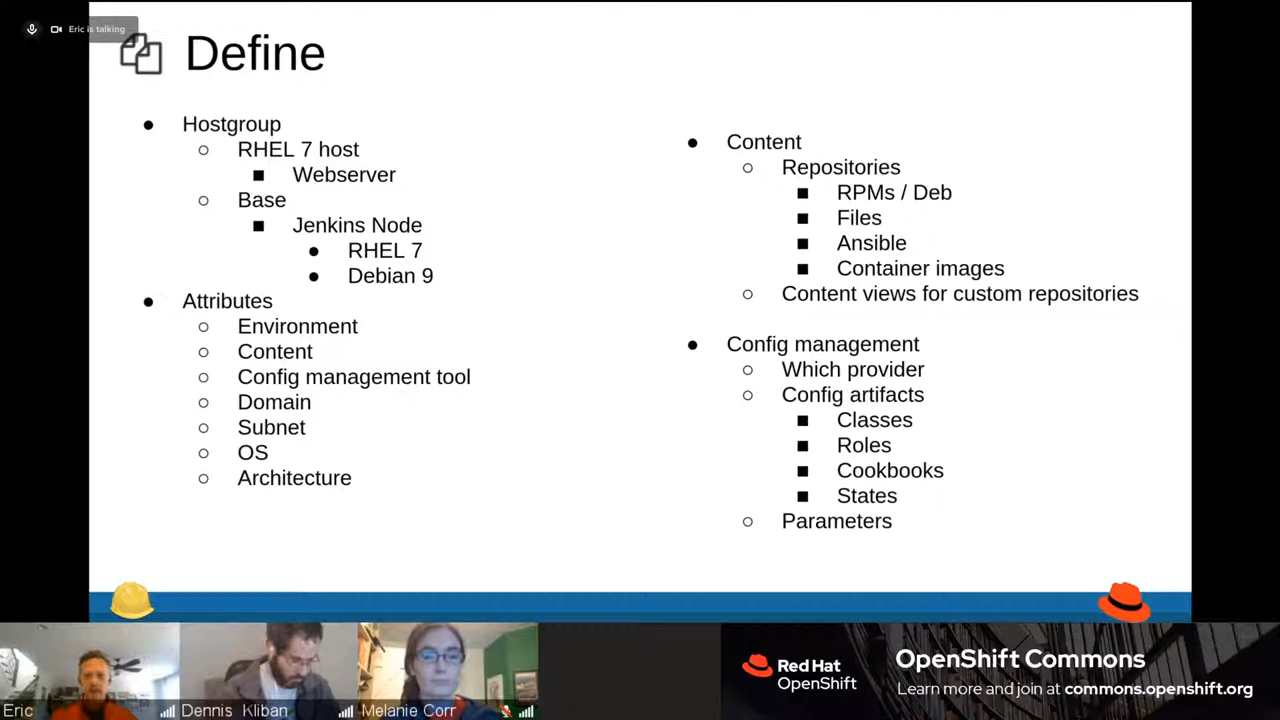 Eric is talking
Define
Hostgroup
RHEL 7 host
Webserver
Base
Jenkins Node
RHEL 7
Debian 9
Attributes
Environment
Content
Config management tool
Domain
Subnet
OS
Architecture
Content
Repositories
RPMs / Deb
Files
Ansible
Container images
Content views for custom repositories
Config management
Which provider
Config artifacts
Classes
Roles
Cookbooks
States
Parameters
Eric
Dennis Kliban
Melanie Corr
Red Hat
OpenShift
OpenShift Commons
Learn more and join at commons.openshift.org